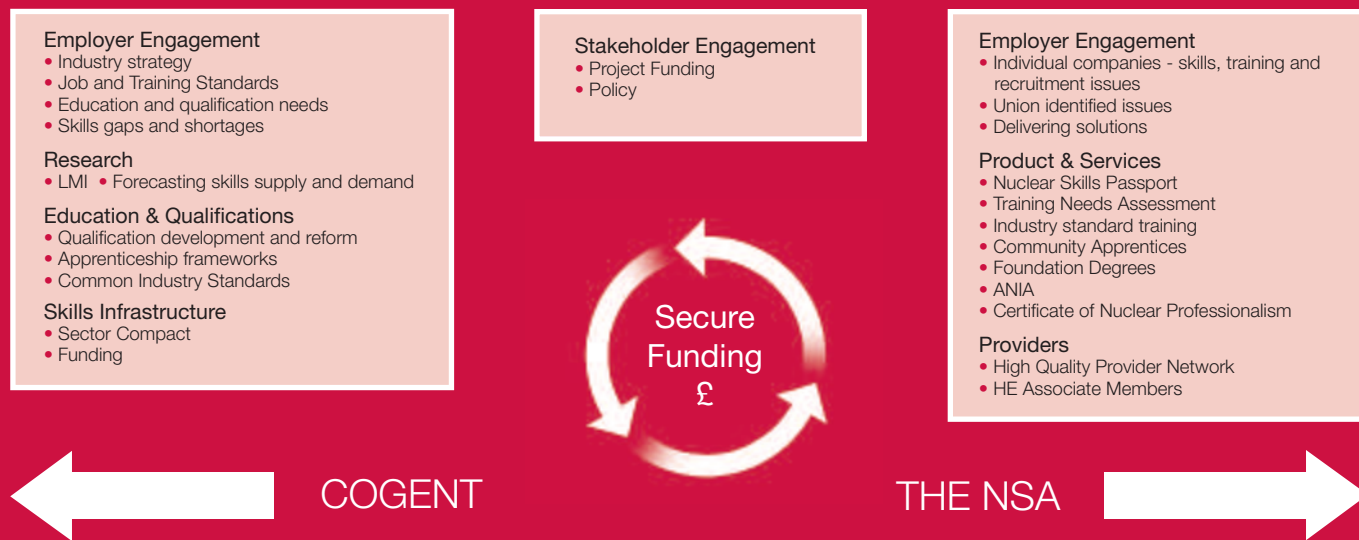 Employer Engagement
• Industry strategy
• Job and Training Standards
• Education and qualification needs
• Skills gaps and shortages
Research
• LMI • Forecasting skills supply and demand
Education & Qualifications
• Qualification development and reform
• Apprenticeship frameworks
• Common Industry Standards
Skills Infrastructure
• Sector Compact
• Funding
Stakeholder Engagement
• Project Funding
• Policy
Secure
Funding
£
Employer Engagement
• Individual companies - skills, training and
recruitment issues
• Union identified issues
• Delivering solutions
Product & Services
• Nuclear Skills Passport
• Training Needs Assessment
• Industry standard training
• Community Apprentices
• Foundation Degrees
• ANIA
• Certificate of Nuclear Professionalism
Providers
• High Quality Provider Network
• HE Associate Members
COGENT
THE NSA